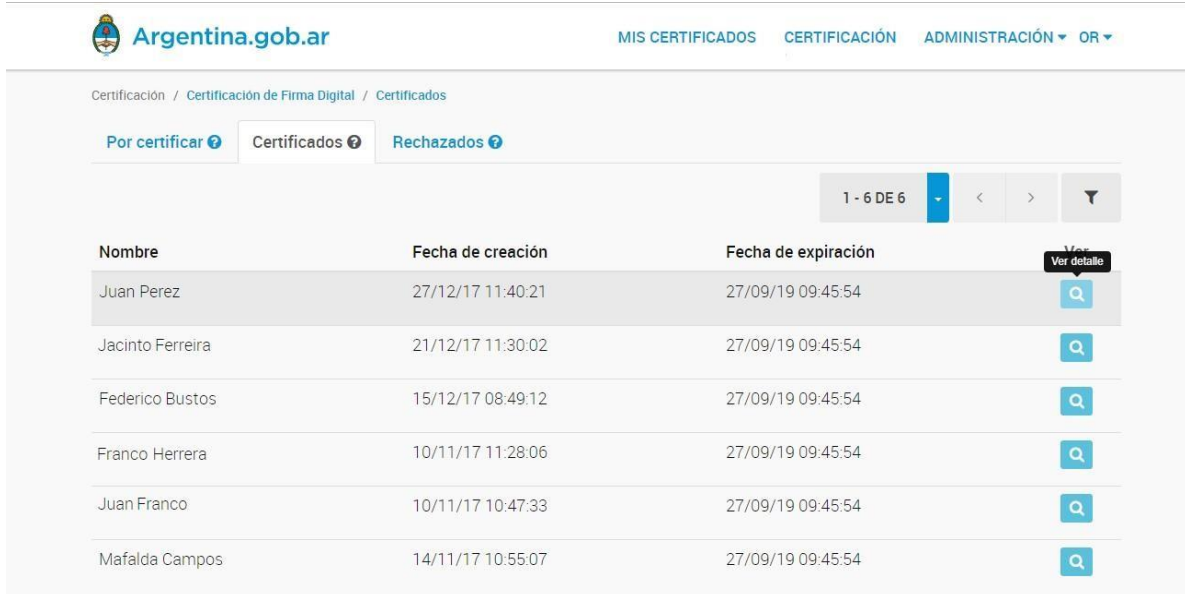 Argentina.gob.ar MIS CERTIFICADOS CERTIFICACIÓN ADMINISTRACIÓN OR
Certificación / Certificación de Firma Digital / Certificados
Por certificar ? Certificados ? Rechazados ?
1 - 6 DE 6 < >
Nombre Fecha de creación Fecha de expiración Ver
Ver detalle
Juan Perez 27/12/17 11:40:21 27/09/19 09:45:54
Jacinto Ferreira 21/12/17 11:30:02 27/09/19 09:45:54
Federico Bustos 15/12/17 08:49:12 27/09/19 09:45:54
Franco Herrera 10/11/17 11:28:06 27/09/19 09:45:54
Juan Franco 10/11/17 10:47:33 27/09/19 09:45:54
Mafalda Campos 14/11/17 10:55:07 27/09/19 09:45:54